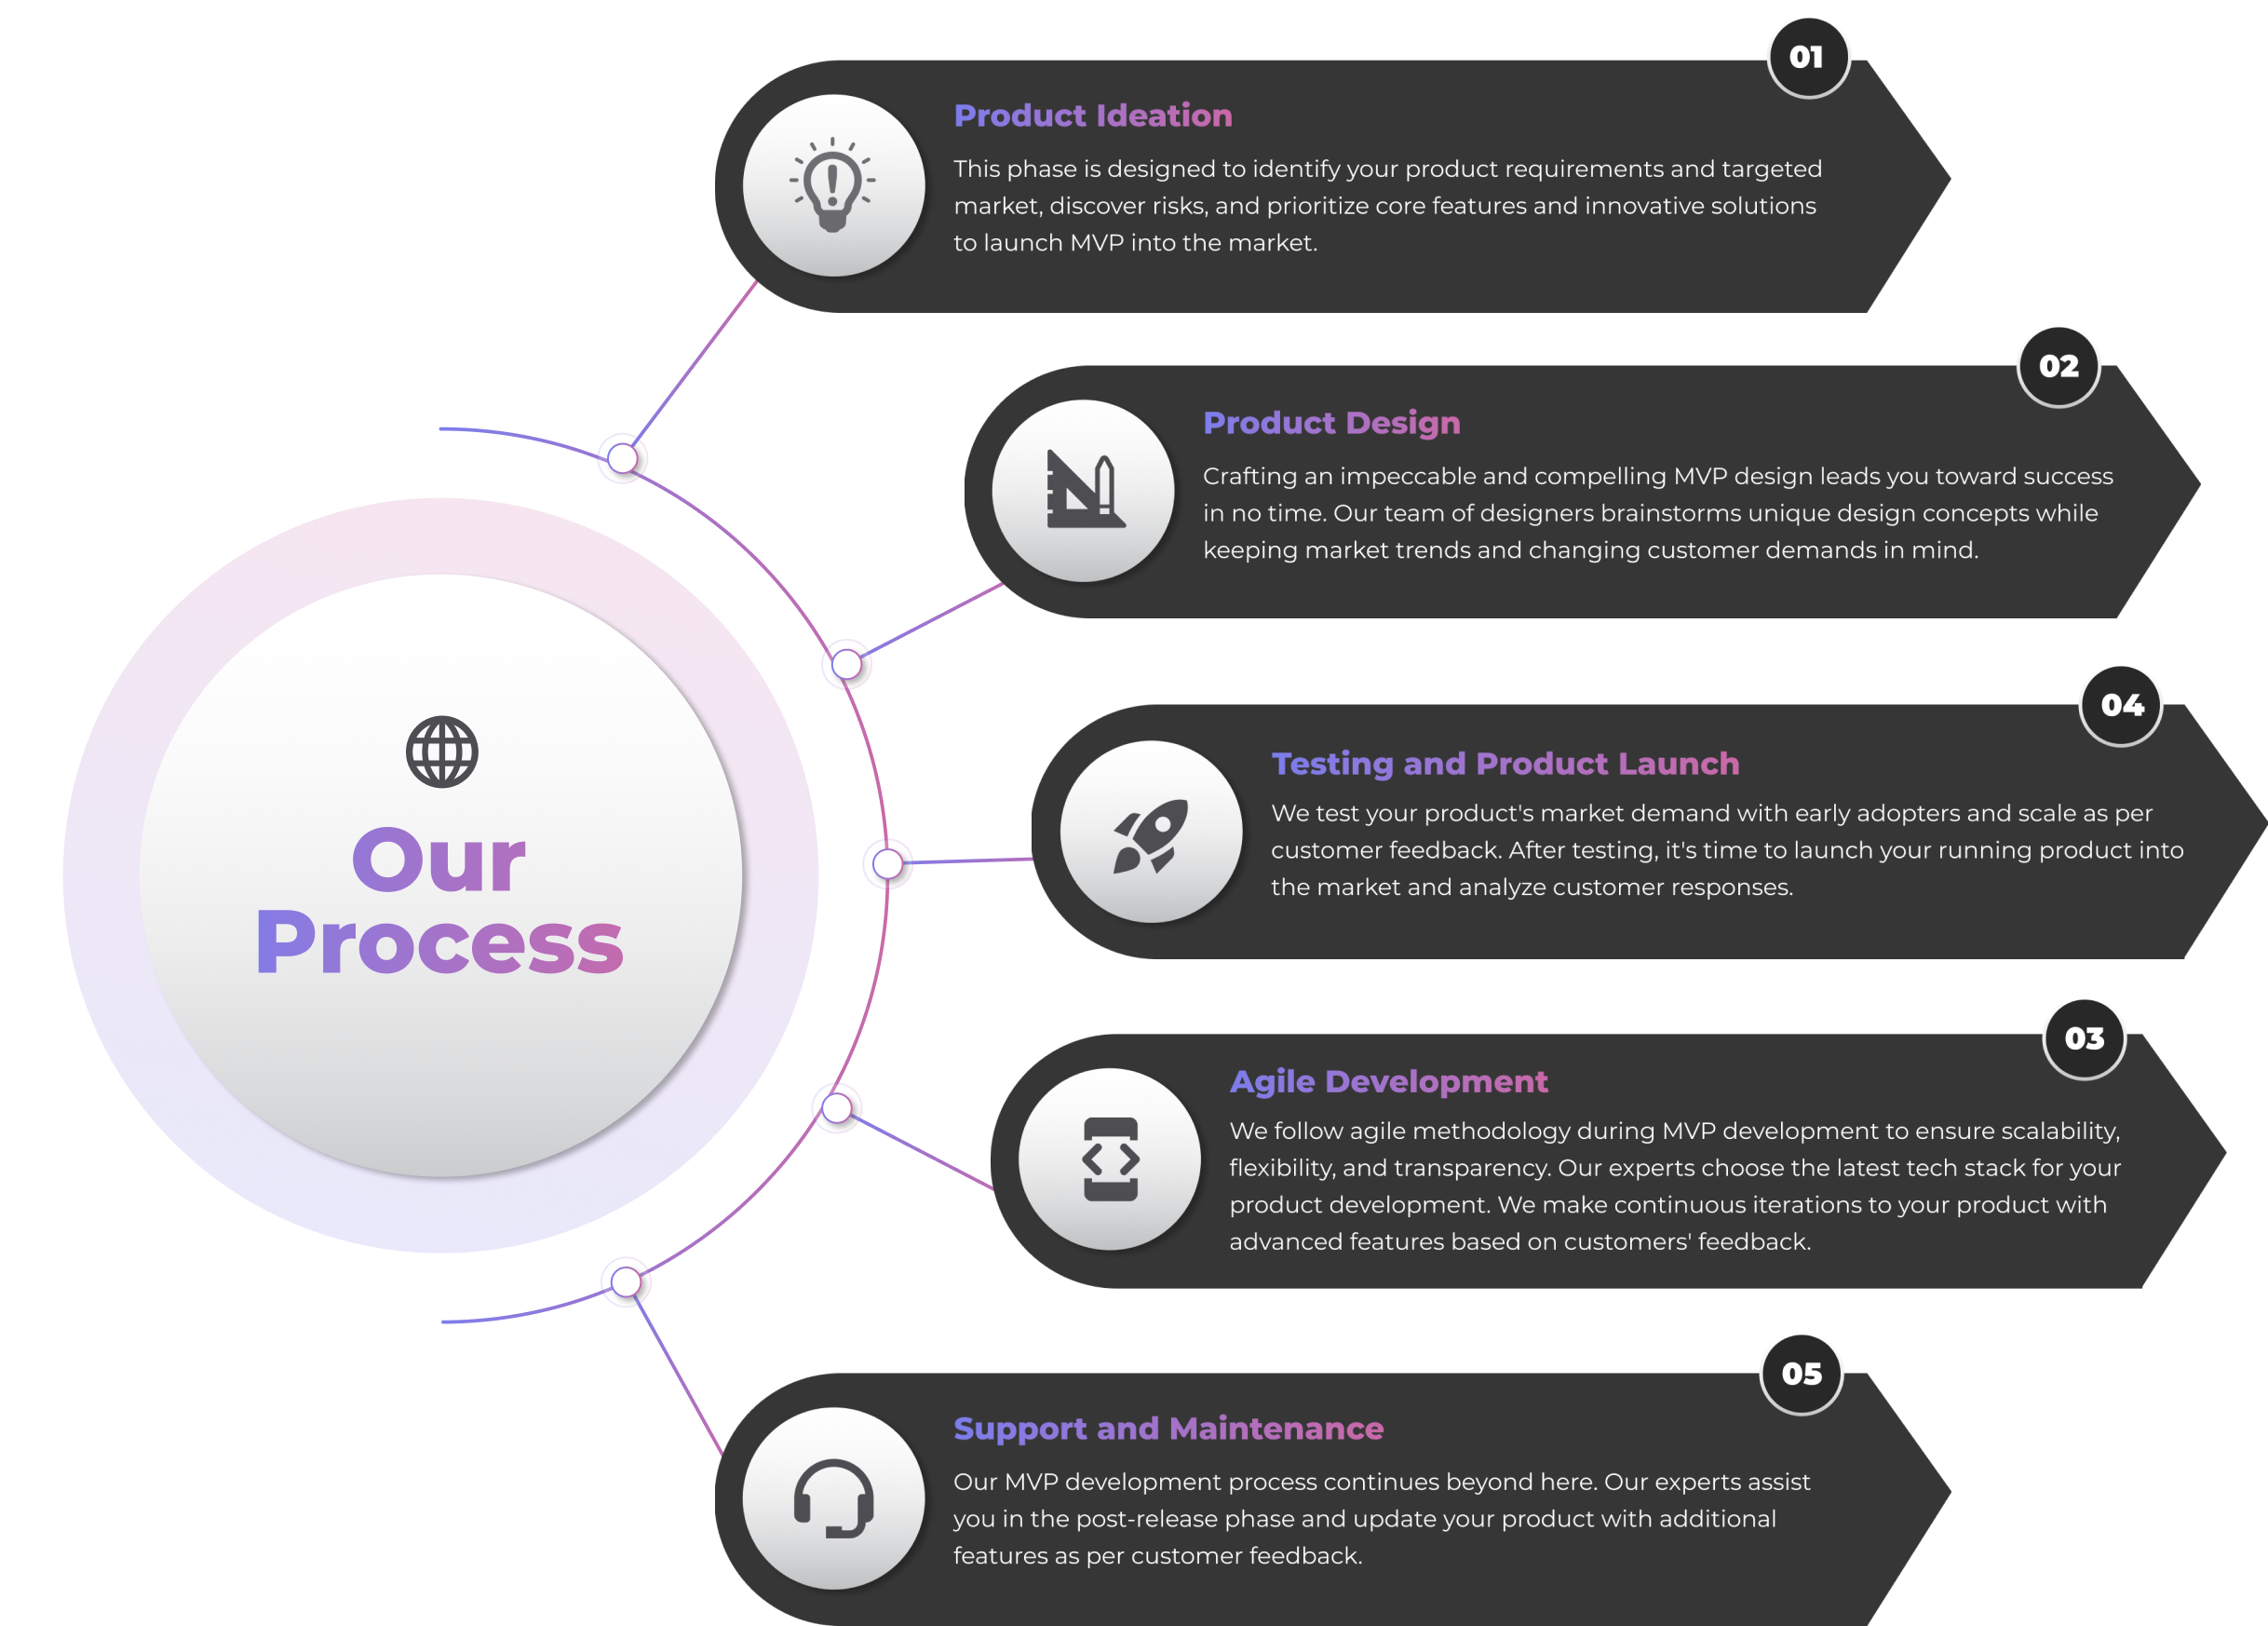 Our
Process
01
Product Ideation
This phase is designed to identify your product requirements and targeted
market, discover risks, and prioritize core features and innovative solutions
to launch MVP into the market.
02
Product Design
Crafting an impeccable and compelling MVP design leads you toward success
in no time. Our team of designers brainstorms unique design concepts while
keeping market trends and changing customer demands in mind.
04
Testing and Product Launch
We test your product's market demand with early adopters and scale as per
customer feedback. After testing, it's time to launch your running product into
the market and analyze customer responses.
03
Agile Development
We follow agile methodology during MVP development to ensure scalability,
flexibility, and transparency. Our experts choose the latest tech stack for your
product development. We make continuous iterations to your product with
advanced features based on customers' feedback.
05
Support and Maintenance
Our MVP development process continues beyond here. Our experts assist
you in the post-release phase and update your product with additional
features as per customer feedback.